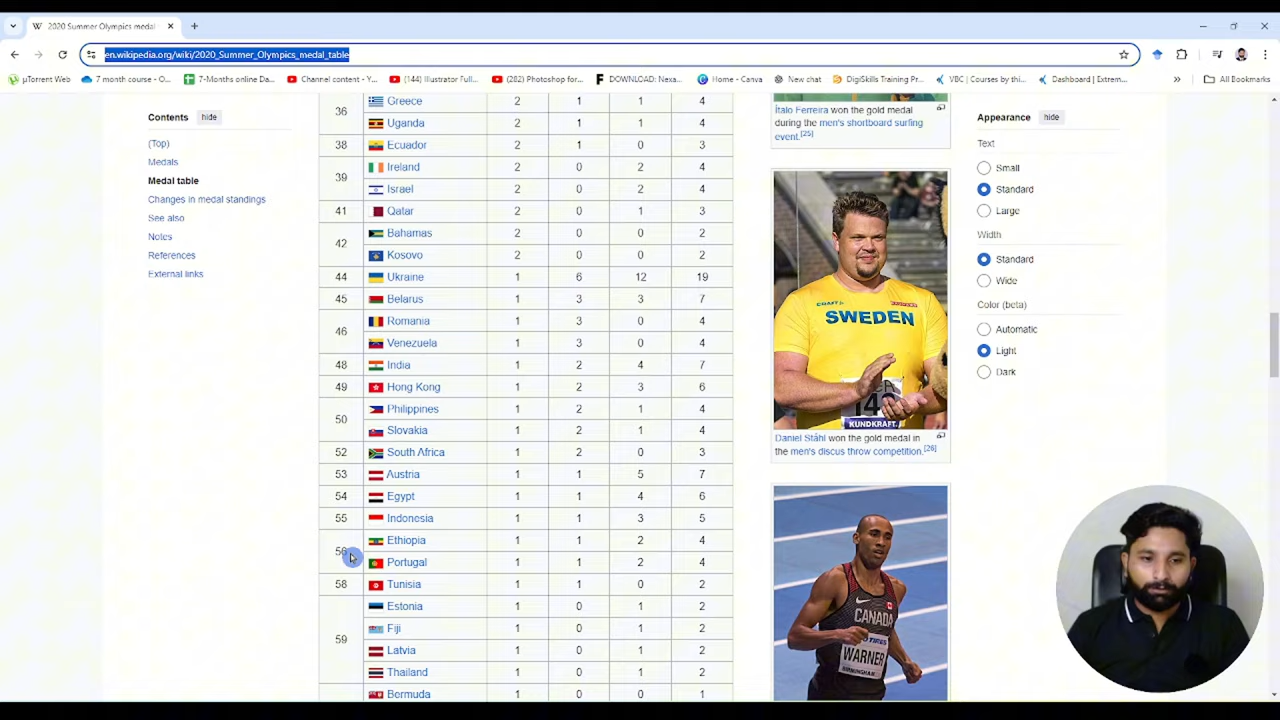 2020 Summer Olympics medal
en.wikipedia.org/wiki/2020_Summer_Olympics_medal_table
µTorrent Web
7 month course - O...
7-Months online Da...
Channel content - Y...
(144) Illustrator Full...
(282) Photoshop for...
DOWNLOAD: Nexa...
Home - Canva
New chat
DigiSkills Training Pr...
VBC | Courses by thi...
Dashboard | Extrem...
All Bookmarks
Contents hide
(Top)
Medals
Medal table
Changes in medal standings
See also
Notes
References
External links
36 Greece 2 1 1 4
Uganda 2 1 1 4
38 Ecuador 2 1 0 3
39 Ireland 2 0 2 4
Israel 2 0 2 4
41 Qatar 2 0 1 3
42 Bahamas 2 0 0 2
Kosovo 2 0 0 2
44 Ukraine 1 6 12 19
45 Belarus 1 3 3 7
46 Romania 1 3 0 4
Venezuela 1 3 0 4
48 India 1 2 4 7
49 Hong Kong 1 2 3 6
50 Philippines 1 2 1 4
Slovakia 1 2 1 4
52 South Africa 1 2 0 3
53 Austria 1 1 5 7
54 Egypt 1 1 4 6
55 Indonesia 1 1 3 5
56 Ethiopia 1 1 2 4
Portugal 1 1 2 4
58 Tunisia 1 1 0 2
59 Estonia 1 0 1 2
Fiji 1 0 1 2
Latvia 1 0 1 2
Thailand 1 0 1 2
Bermuda 1 0 0 1
Ítalo Ferreira won the gold medal
during the men's shortboard surfing
event.[25]
CRAFT
SWEDEN
KUNDKRAFT.
Daniel Ståhl won the gold medal in
the men's discus throw competition.[26]
CANADA
WARNER
BIRMINGHAM
Appearance hide
Text
Small
Standard
Large
Width
Standard
Wide
Color (beta)
Automatic
Light
Dark